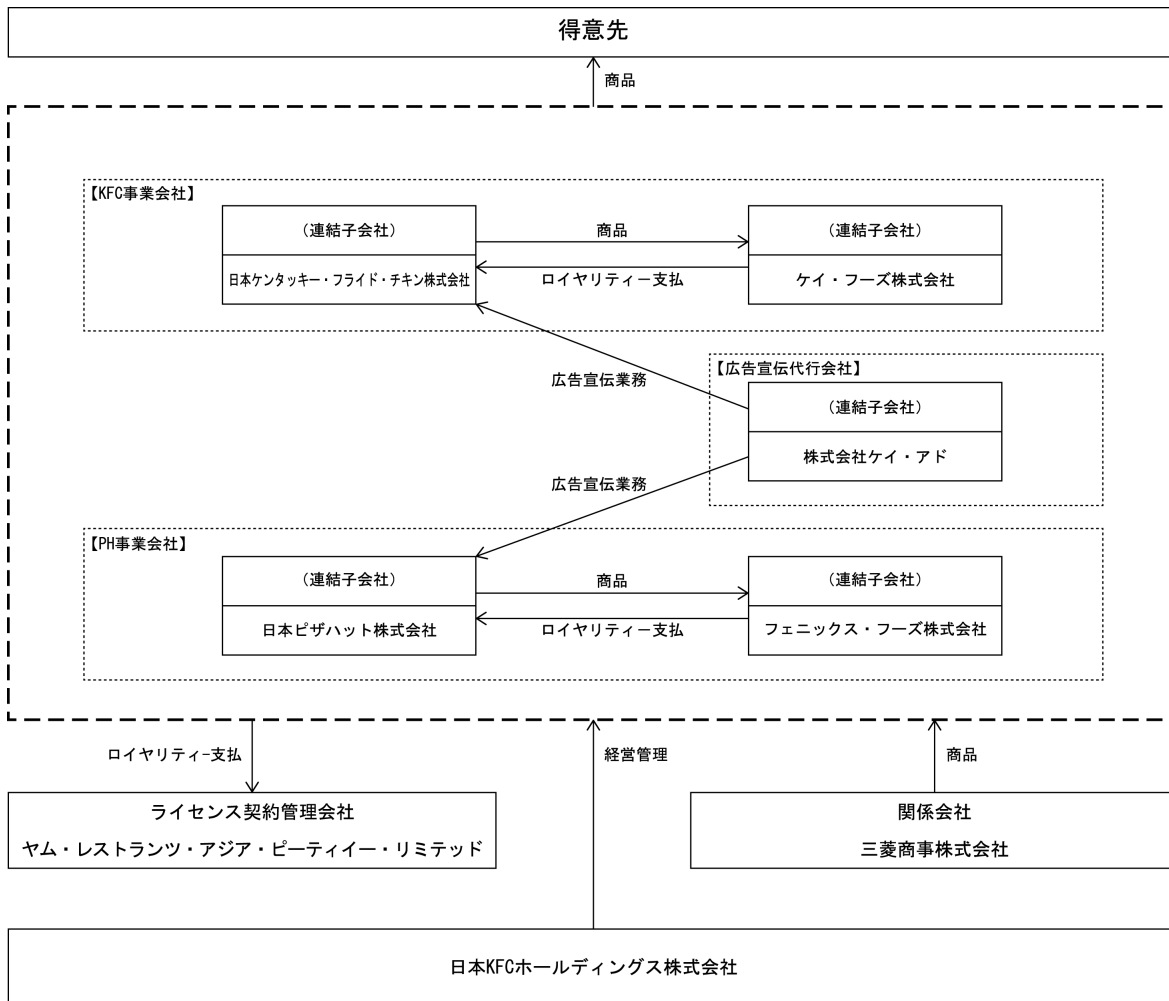 得意先
商品
【KFC事業会社】
(連結子会社)
商品
(連結子会社)
日本ケンタッキー・フライド・チキン株式会社
ロイヤリティー支払
ケイ・フーズ株式会社
広告宣伝業務
【広告宣伝代行会社】
(連結子会社)
株式会社ケイ・アド
広告宣伝業務
【PH事業会社】
(連結子会社)
商品
(連結子会社)
日本ピザハット株式会社
ロイヤリティー支払
フェニックス・フーズ株式会社
ロイヤリティー支払
経営管理
商品
ライセンス契約管理会社
ヤム・レストランツ・アジア・ピーティイー・リミテッド
関係会社
三菱商事株式会社
日本KFCホールディングス株式会社